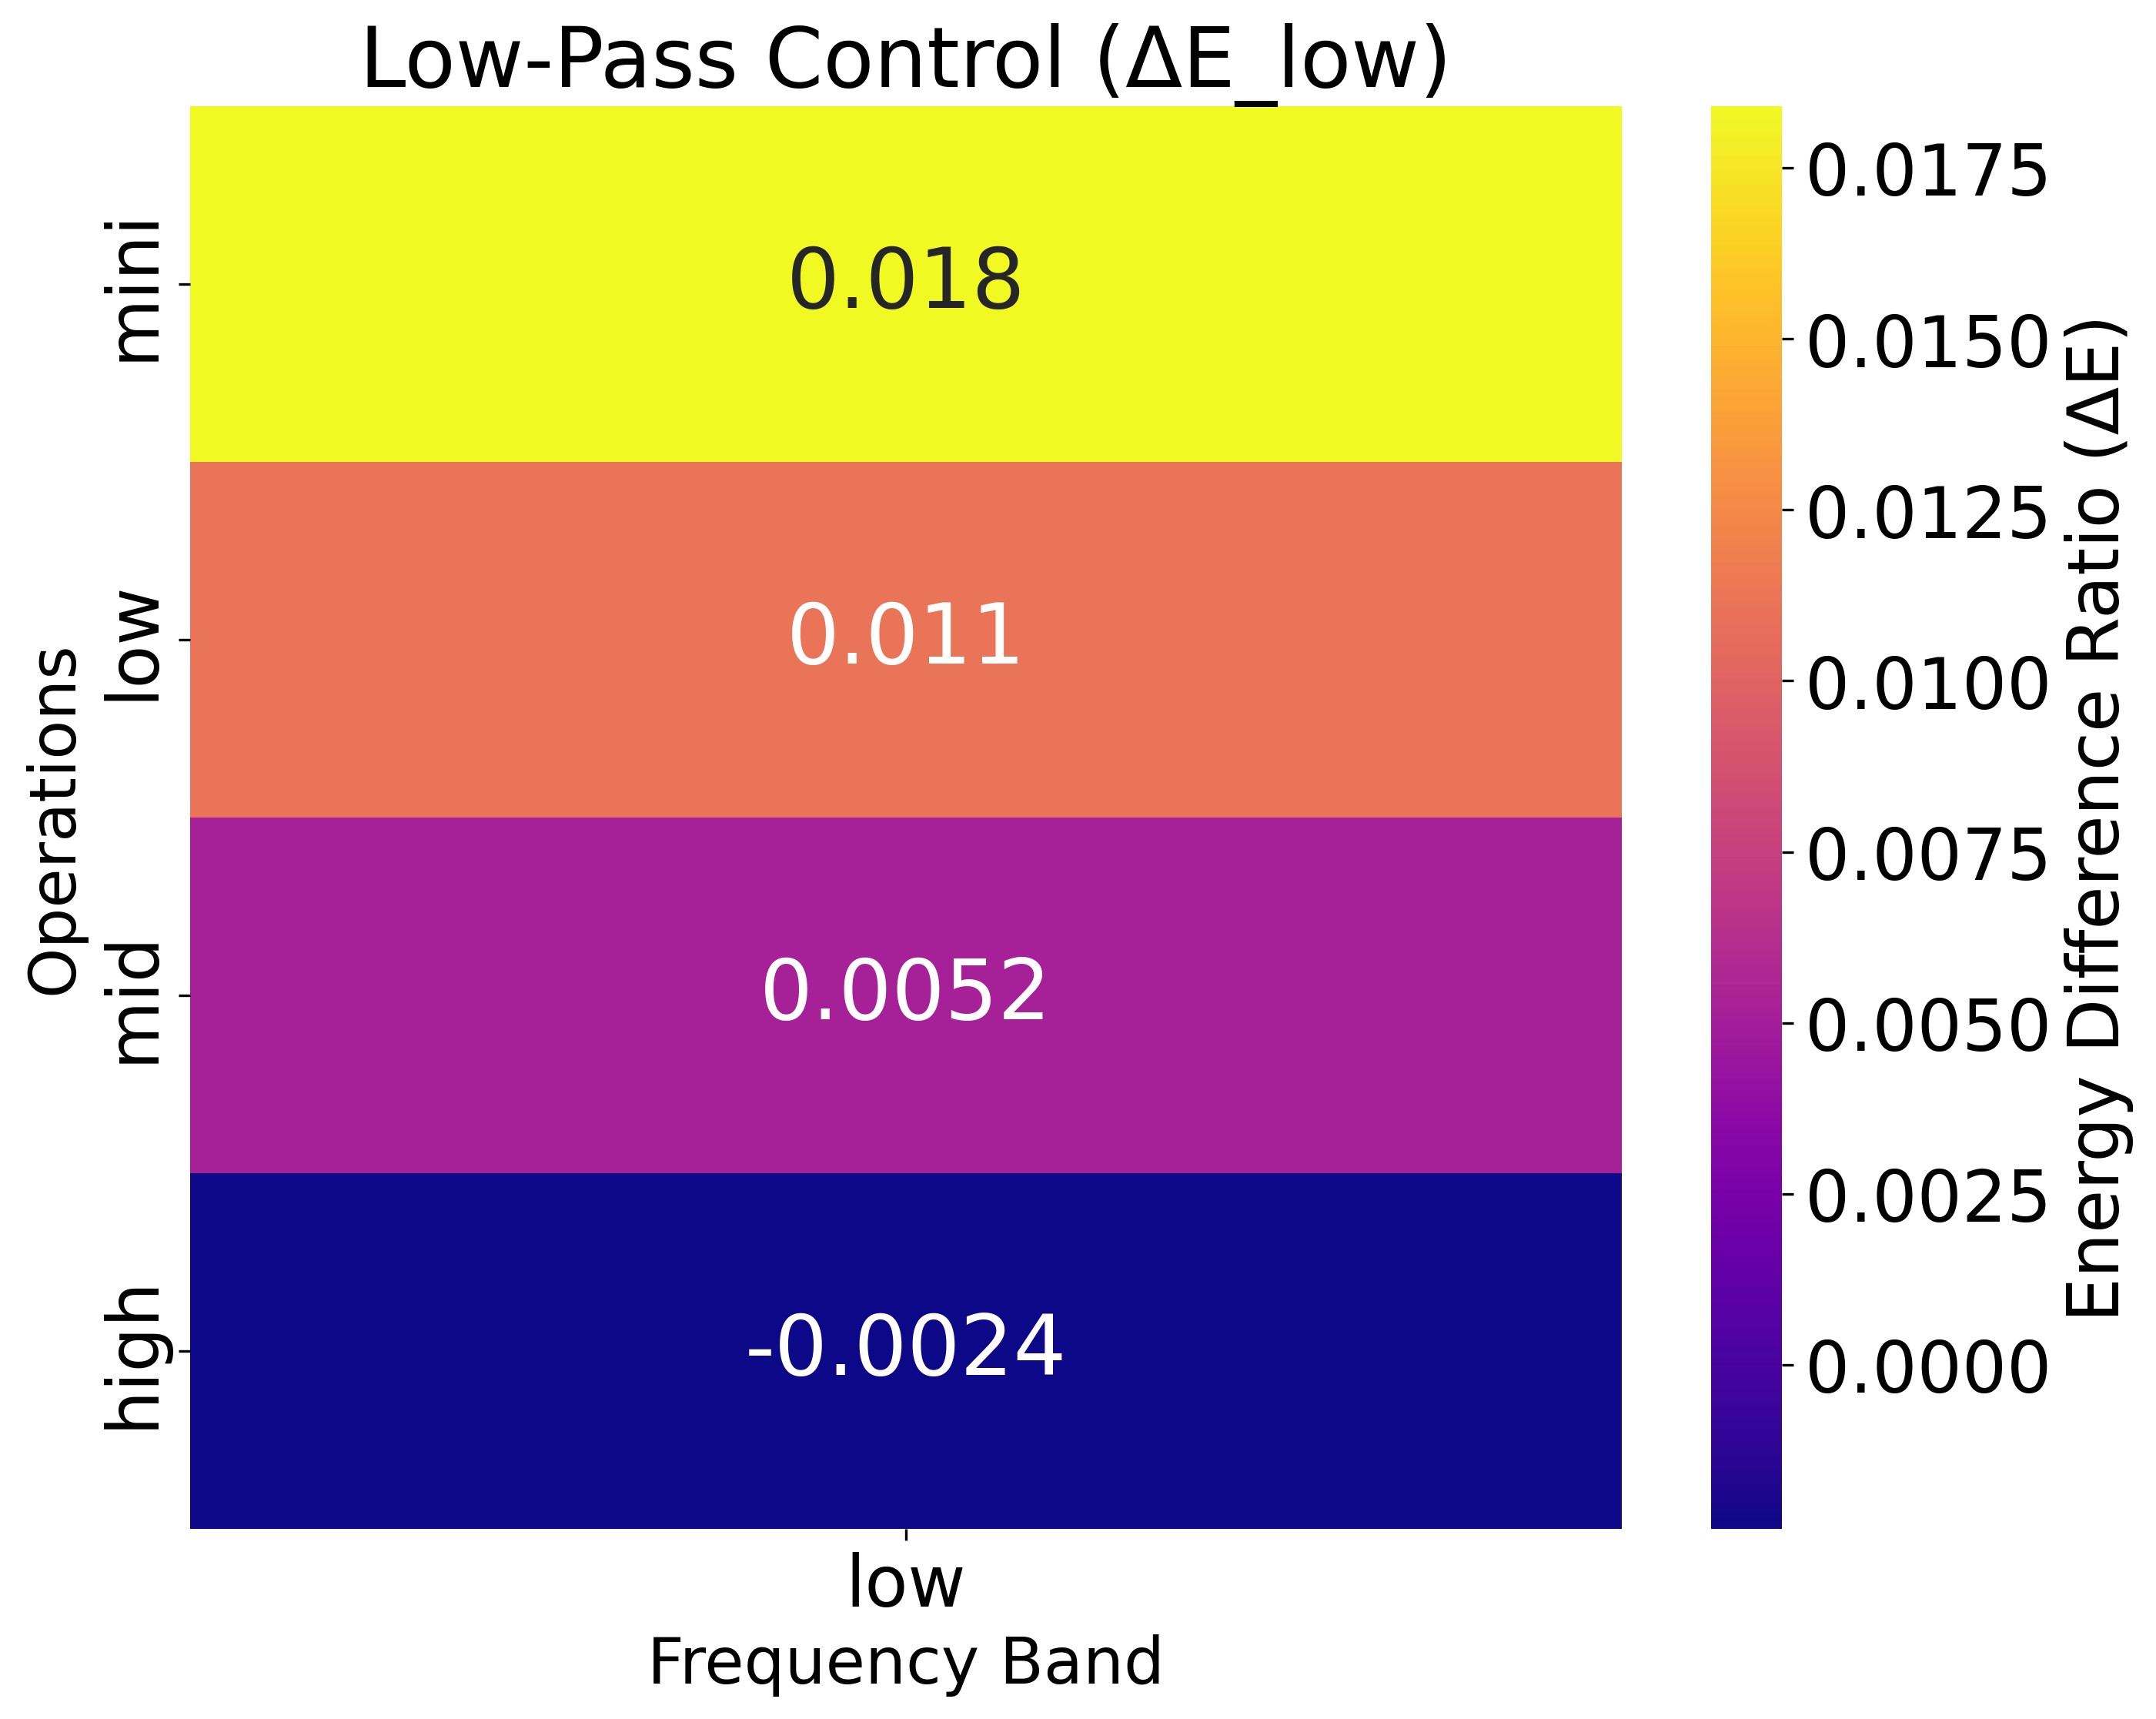 Low-Pass Control (ΔE_low)
Operations
mini
0.018
low
0.011
mid
0.0052
high
-0.0024
low
Frequency Band
0.0175
0.0150
0.0125
0.0100
0.0075
0.0050
0.0025
0.0000
Energy Difference Ratio (ΔE)